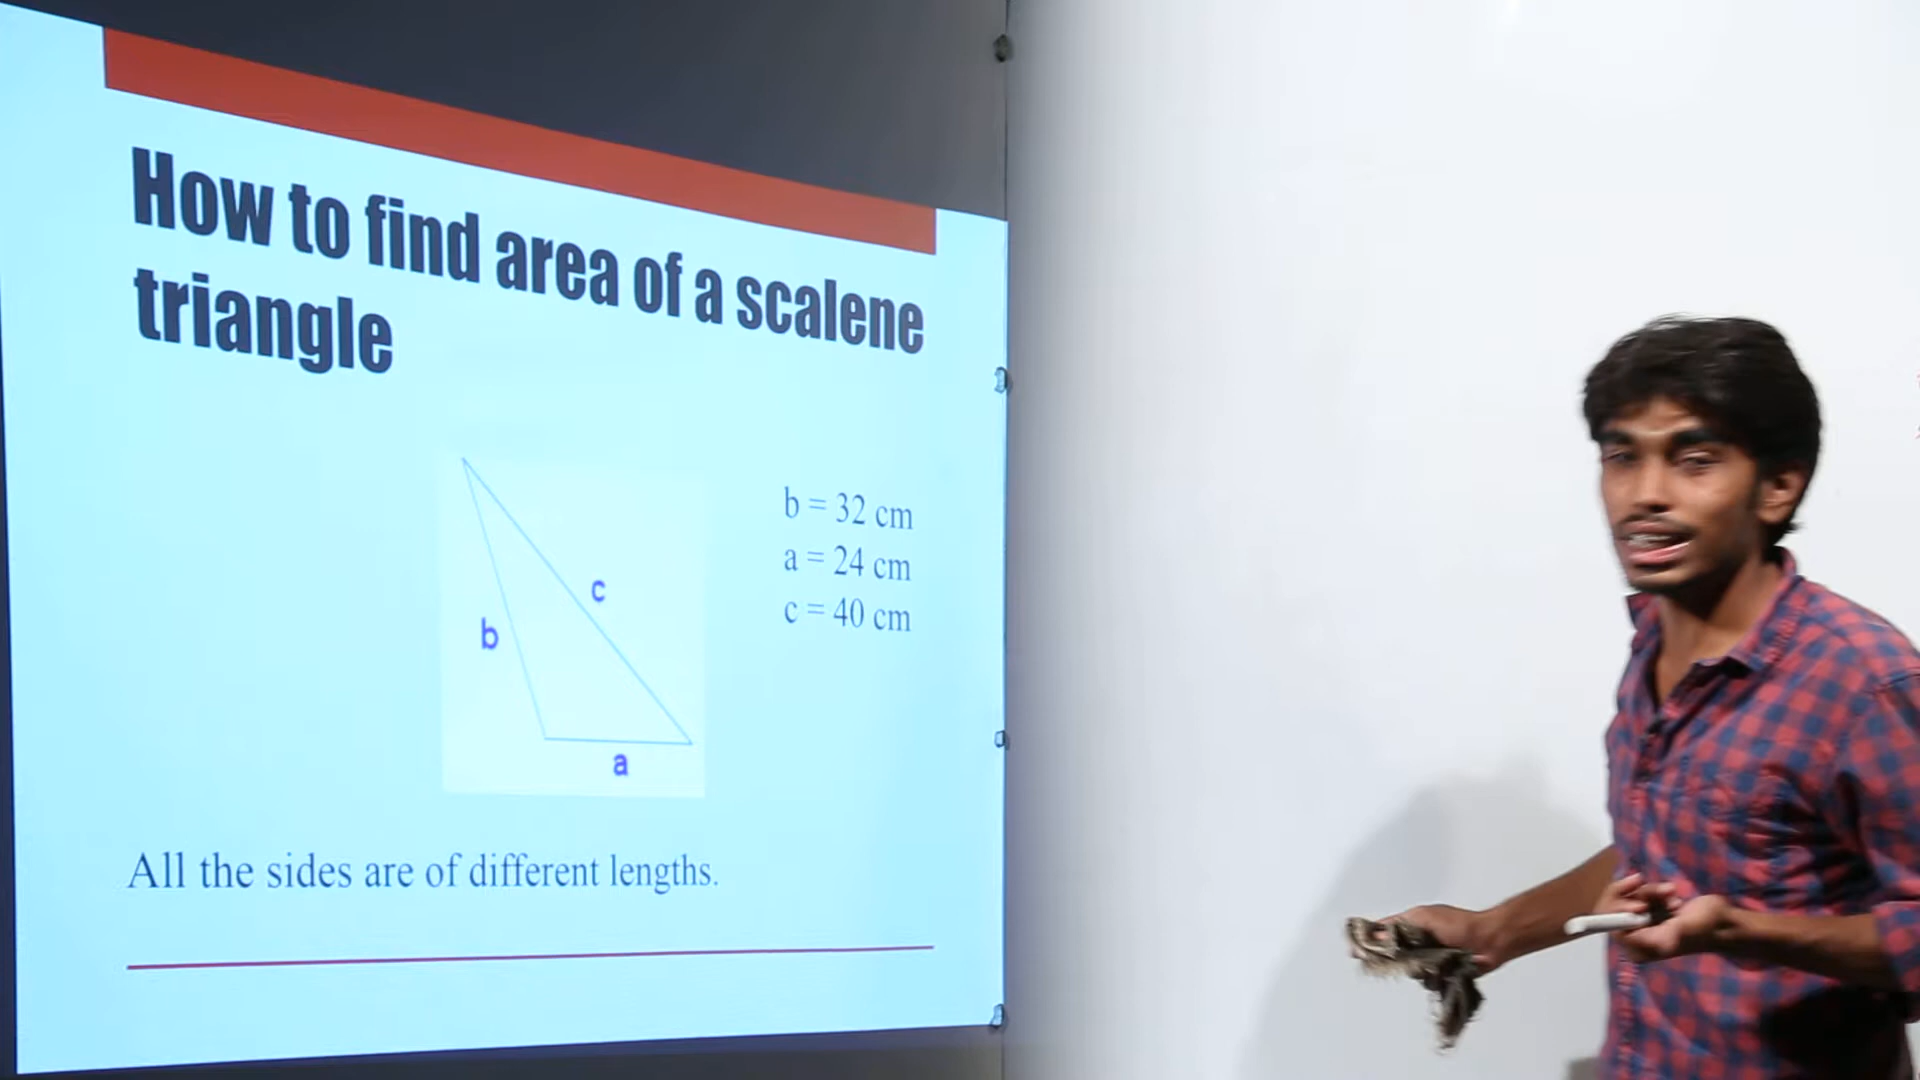 How to find area of a scalene
triangle
b = 32 cm
a = 24 cm
c = 40 cm
c
b
a
All the sides are of different lengths.